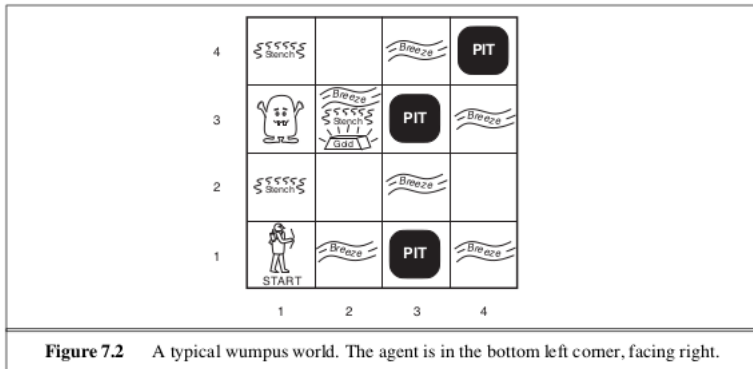 4
Stench
Breeze
PIT
3
Breeze
Stench
Gold
PIT
Breeze
2
Stench
Breeze
1
START
Breeze
PIT
Breeze
1 2 3 4
Figure 7.2 A typical wumpus world. The agent is in the bottom left corner, facing right.